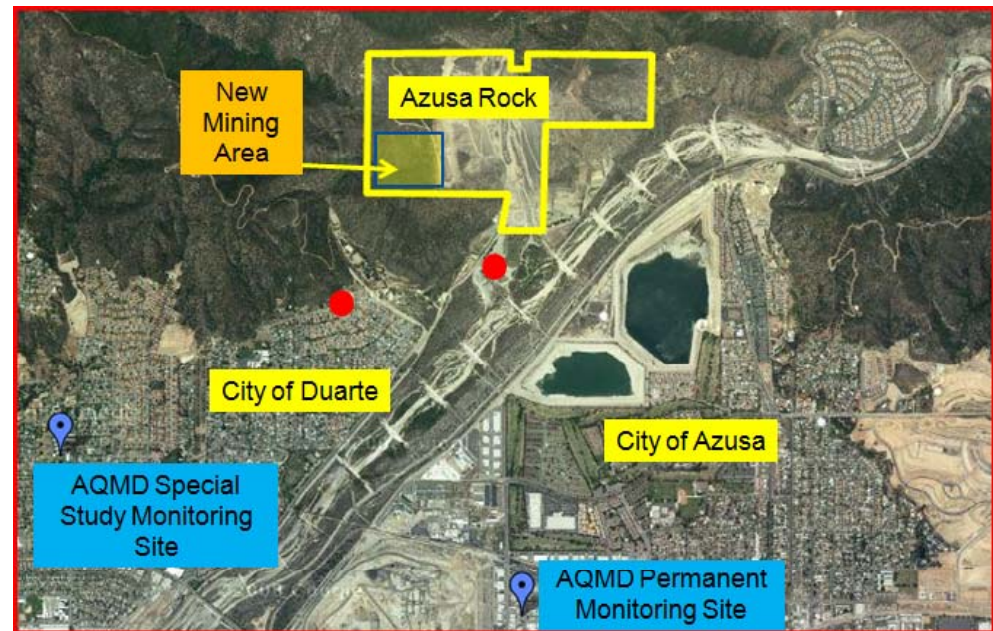 New
Mining
Area
Azusa Rock
City of Duarte
City of Azusa
AQMD Special
Study Monitoring
Site
AQMD Permanent
Monitoring Site